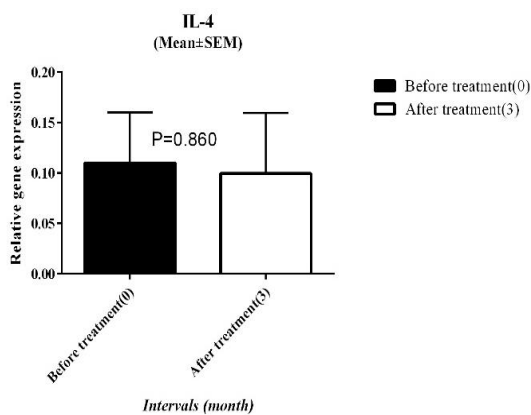 IL-4
(Mean±SEM)
Relative gene expression
0.20
0.15
0.10
0.05
0.00
P=0.860
Before treatment(0)
After treatment(3)
Intervals (month)
Before treatment(0)
After treatment(3)